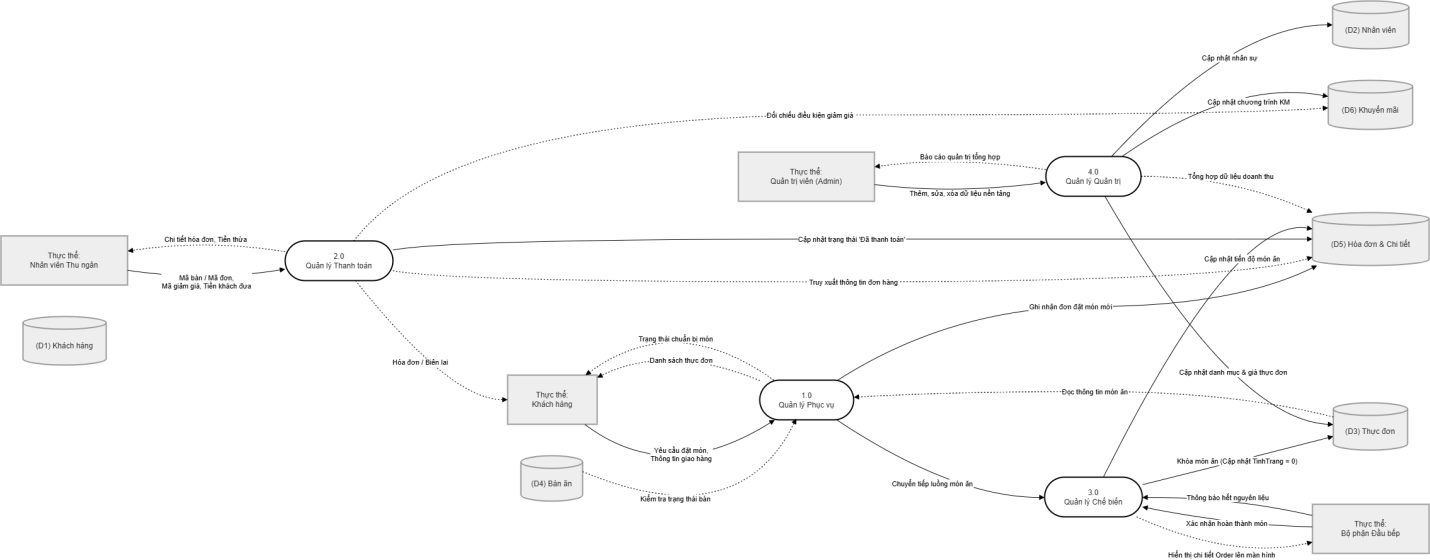 (D2) Nhân viên
Cập nhật nhân sự
Cập nhật chương trình KM
(D6) Khuyến mãi
Đối chiếu điều kiện giảm giá
Thực thể:
Quản trị viên (Admin)
Báo cáo quản trị tổng hợp
Thêm, sửa, xóa dữ liệu nền tảng
4.0
Quản lý Quản trị
Tổng hợp dữ liệu doanh thu
Thực thể:
Nhân viên Thu ngân
Chi tiết hóa đơn, Tiền thừa
Mã bàn / Mã đơn,
Mã giảm giá, Tiền khách đưa
2.0
Quản lý Thanh toán
Cập nhật trạng thái 'Đã thanh toán'
(D5) Hóa đơn & Chi tiết
Cập nhật tiến độ món ăn
Truy xuất thông tin đơn hàng
Ghi nhận đơn đặt món mới
(D1) Khách hàng
Hóa đơn / Biên lai
Trạng thái chuẩn bị món
Danh sách thực đơn
Thực thể:
Khách hàng
1.0
Quản lý Phục vụ
Cập nhật danh mục & giá thực đơn
Đọc thông tin món ăn
(D3) Thực đơn
Yêu cầu đặt món,
Thông tin giao hàng
(D4) Bàn ăn
Kiểm tra trạng thái bàn
Chuyển tiếp luồng món ăn
Khóa món ăn (Cập nhật TinhTrang = 0)
3.0
Quản lý Chế biến
Thông báo hết nguyên liệu
Xác nhận hoàn thành món
Thực thể:
Bộ phận Đầu bếp
Hiển thị chi tiết Order lên màn hình